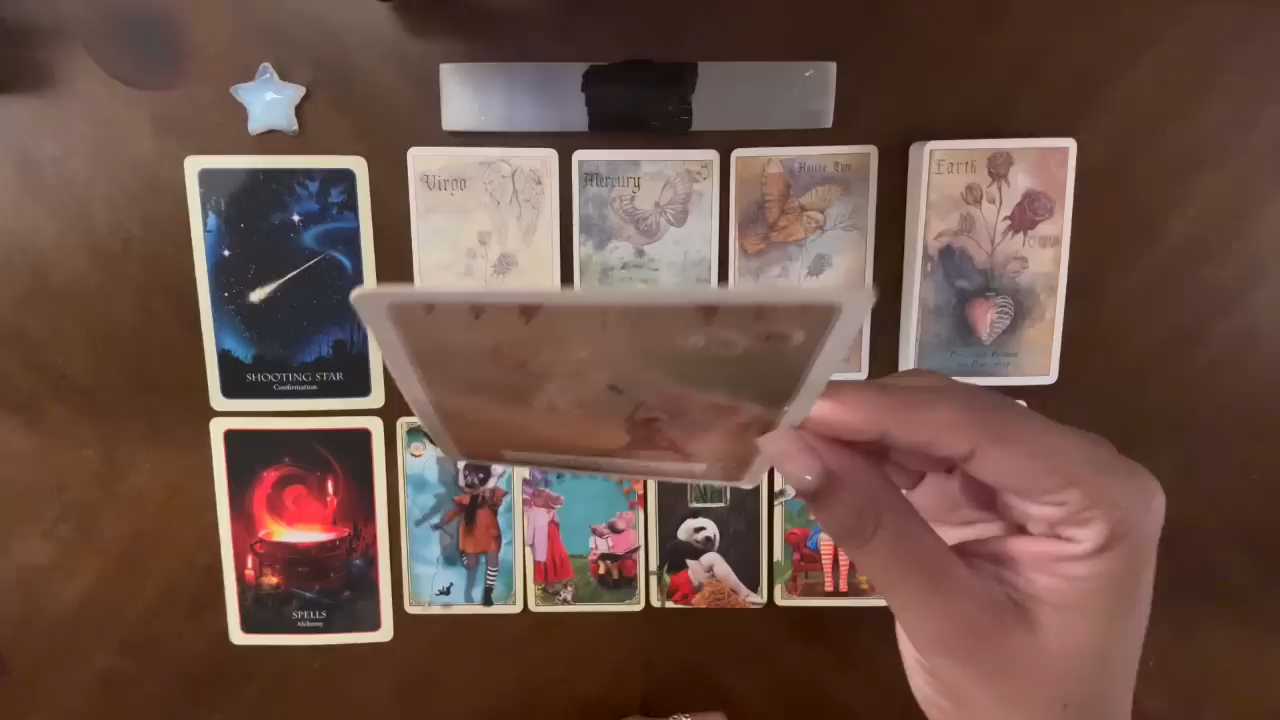 Virgo
Mercury
House Two
Earth
SHOOTING STAR
Confirmation
SPELLS
Alchemy